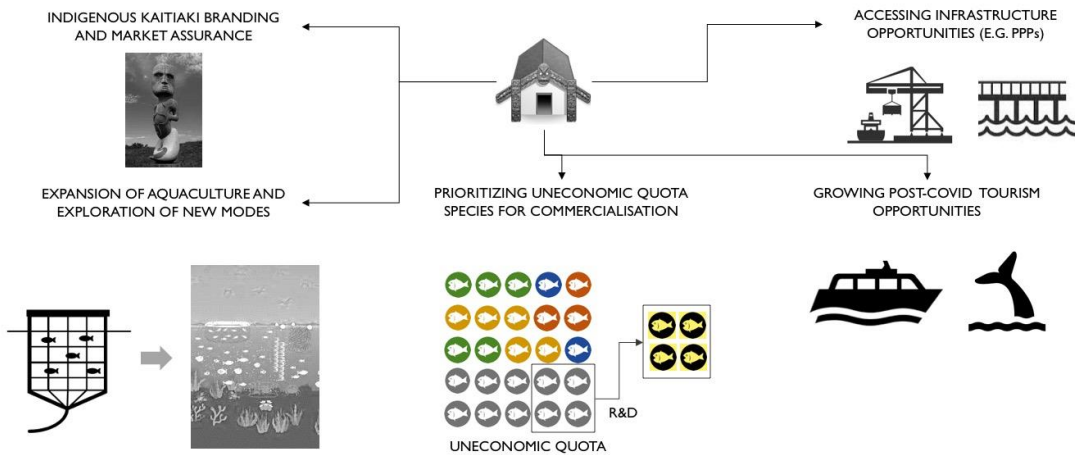 INDIGENOUS KAITIAKI BRANDING
AND MARKET ASSURANCE
ACCESSING INFRASTRUCTURE
OPPORTUNITIES (E.G. PPPs)
EXPANSION OF AQUACULTURE AND
EXPLORATION OF NEW MODES
PRIORITIZING UNECONOMIC QUOTA
SPECIES FOR COMMERCIALISATION
GROWING POST-COVID TOURISM
OPPORTUNITIES
R&D
UNECONOMIC QUOTA